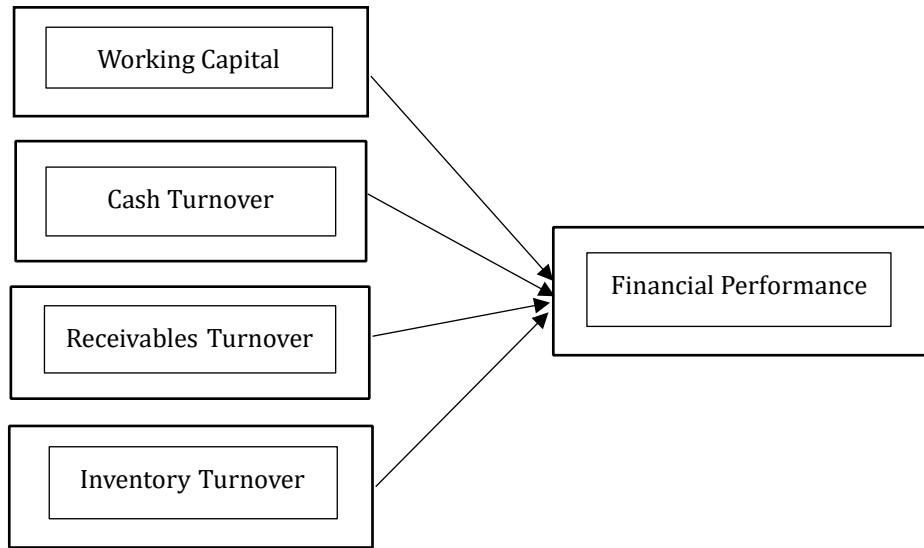 Working Capital
Cash Turnover
Receivables Turnover
Inventory Turnover
Financial Performance